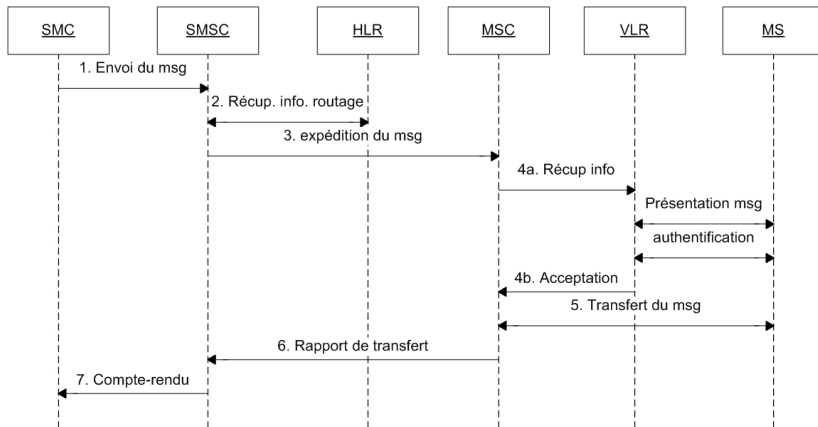 SMC
SMSC
HLR
MSC
VLR
MS
1. Envoi du msg
2. Récup. info. routage
3. expédition du msg
4a. Récup info
Présentation msg
authentification
4b. Acceptation
5. Transfert du msg
6. Rapport de transfert
7. Compte-rendu